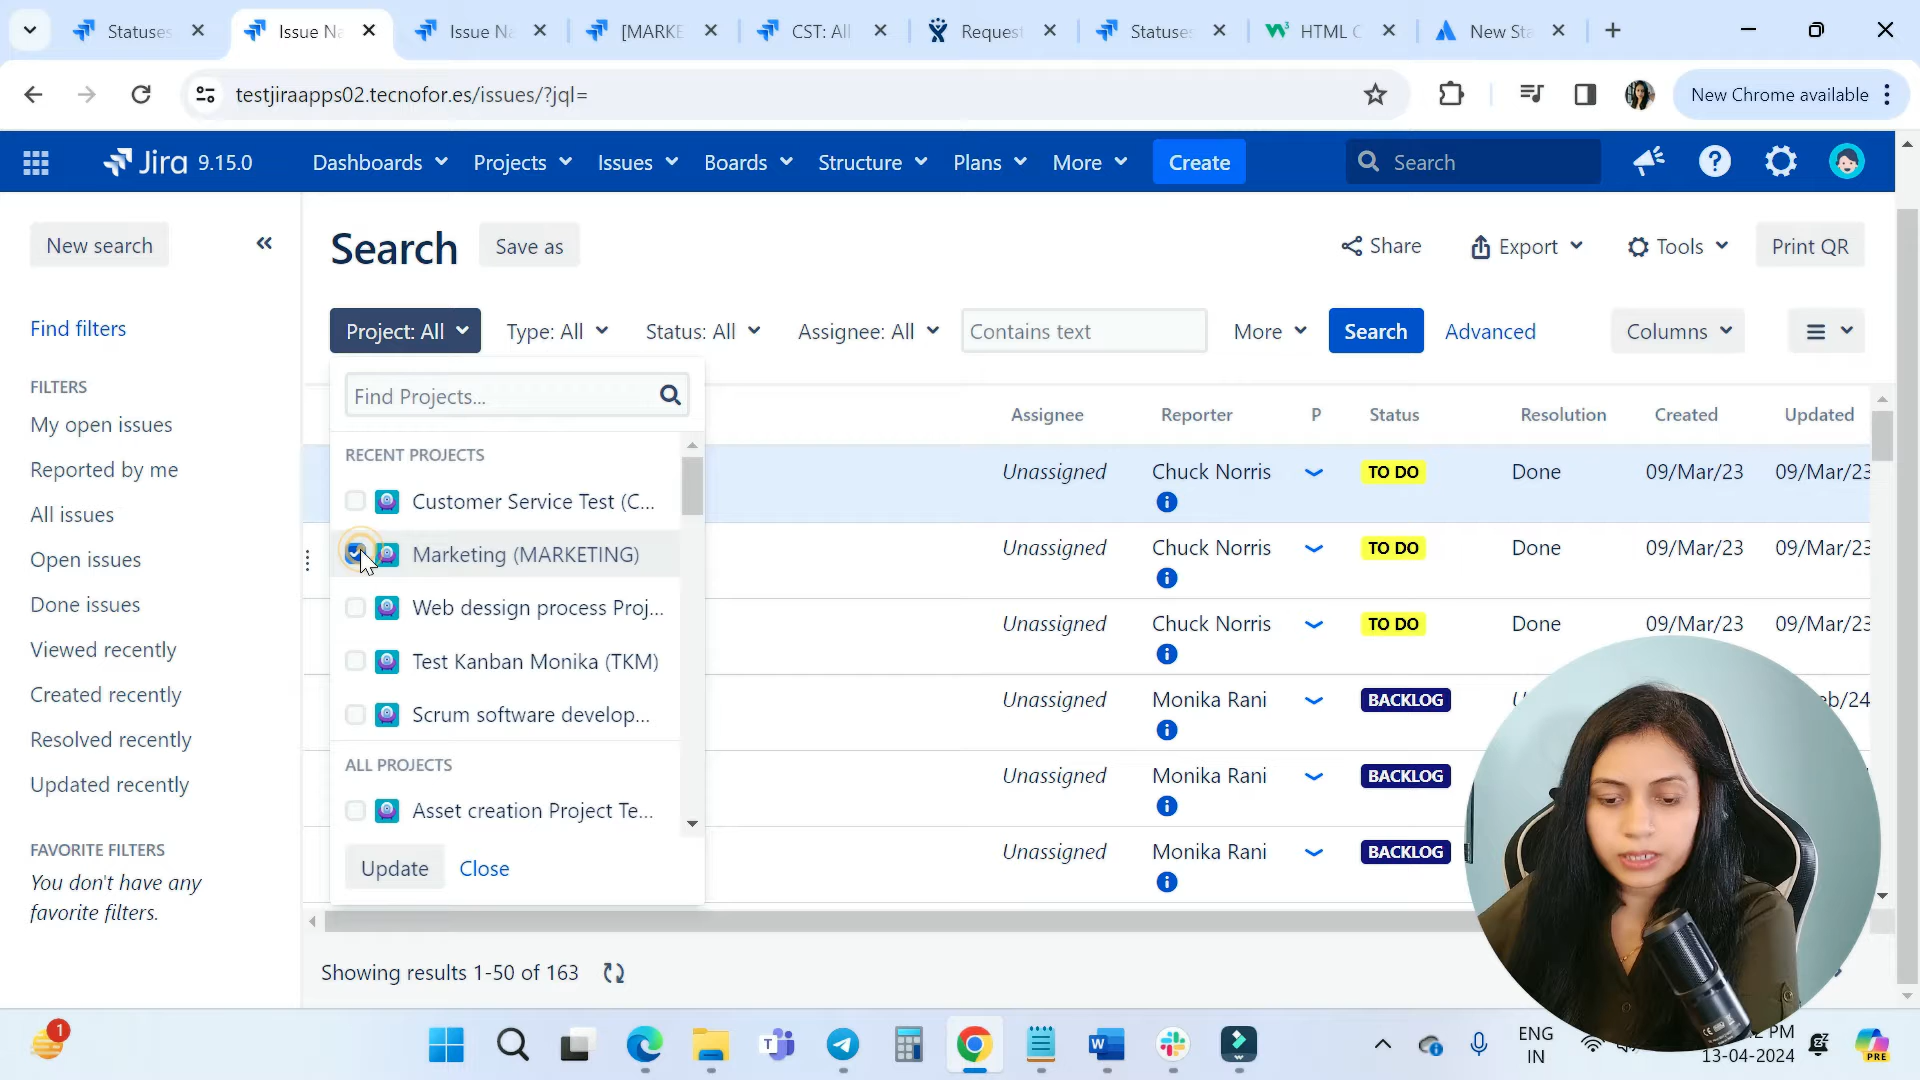 Statuses
Issue Na
Issue Na
[MARKE
CST: All
Request
Statuses
HTML C
New Sta
testjiraapps02.tecnofor.es/issues/?jql=
New Chrome available
Jira 9.15.0
Dashboards
Projects
Issues
Boards
Structure
Plans
More
Create
Search
New search
Search
Save as
Share
Export
Tools
Print QR
Find filters
Project: All
Type: All
Status: All
Assignee: All
Contains text
More
Search
Advanced
Columns
FILTERS
My open issues
Reported by me
All issues
Open issues
Done issues
Viewed recently
Created recently
Resolved recently
Updated recently
FAVORITE FILTERS
You don't have any
favorite filters.
Find Projects...
RECENT PROJECTS
Customer Service Test (C...
Marketing (MARKETING)
Web dessign process Proj...
Test Kanban Monika (TKM)
Scrum software develop...
ALL PROJECTS
Asset creation Project Te...
Update
Close
Assignee Reporter P Status Resolution Created Updated
Unassigned Chuck Norris TO DO Done 09/Mar/23 09/Mar/23
Unassigned Chuck Norris TO DO Done 09/Mar/23 09/Mar/23
Unassigned Chuck Norris TO DO Done 09/Mar/23 09/Mar/23
Unassigned Monika Rani BACKLOG eb/24
Unassigned Monika Rani BACKLOG
Unassigned Monika Rani BACKLOG
Showing results 1-50 of 163
1
ENG
IN
PM
13-04-2024
PRE